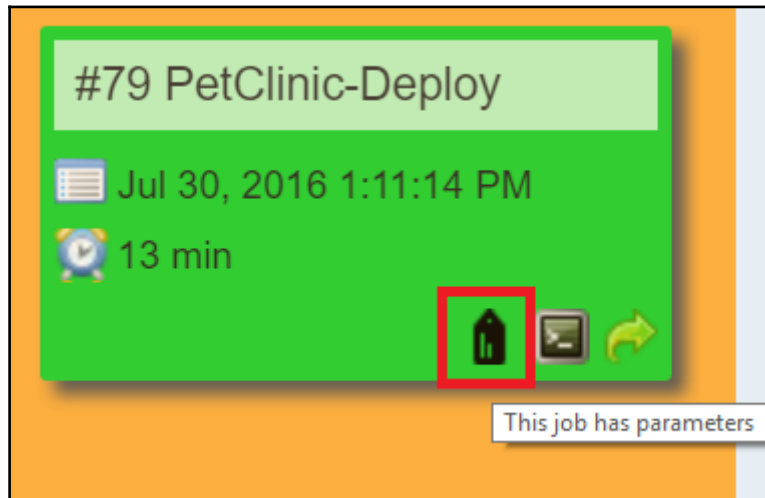 #79 PetClinic-Deploy
Jul 30, 2016 1:11:14 PM
13 min
This job has parameters